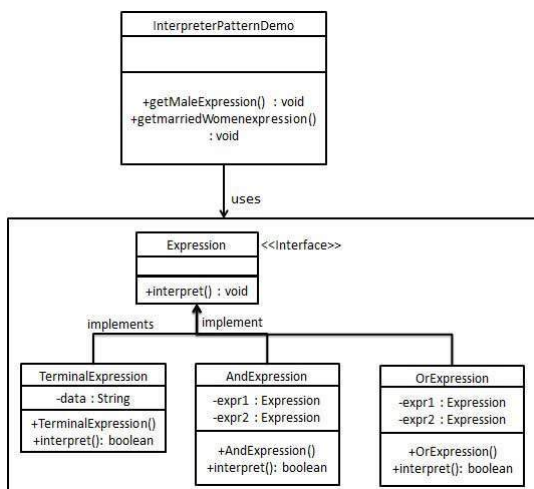 InterpreterPatternDemo
+getMaleExpression() : void
+getmarriedWomenexpression()
: void
uses
Expression
<<Interface>>
+interpret() : void
implements
implement
TerminalExpression
-data : String
+TerminalExpression()
+interpret(): boolean
AndExpression
-expr1 : Expression
-expr2 : Expression
+AndExpression()
+interpret(): boolean
OrExpression
-expr1 : Expression
-expr2 : Expression
+OrExpression()
+interpret(): boolean